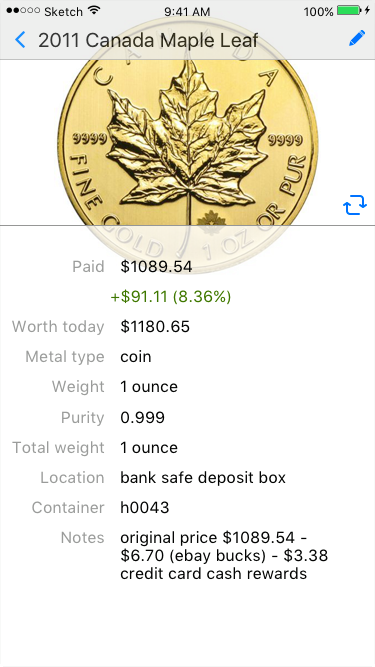 Sketch 9:41 AM 100%
2011 Canada Maple Leaf
C A D A
9999 9999
FINE GOLD 1 OZ OR PUR
Paid $1089.54
+$91.11 (8.36%)
Worth today $1180.65
Metal type coin
Weight 1 ounce
Purity 0.999
Total weight 1 ounce
Location bank safe deposit box
Container h0043
Notes original price $1089.54 -
$6.70 (ebay bucks) - $3.38
credit card cash rewards